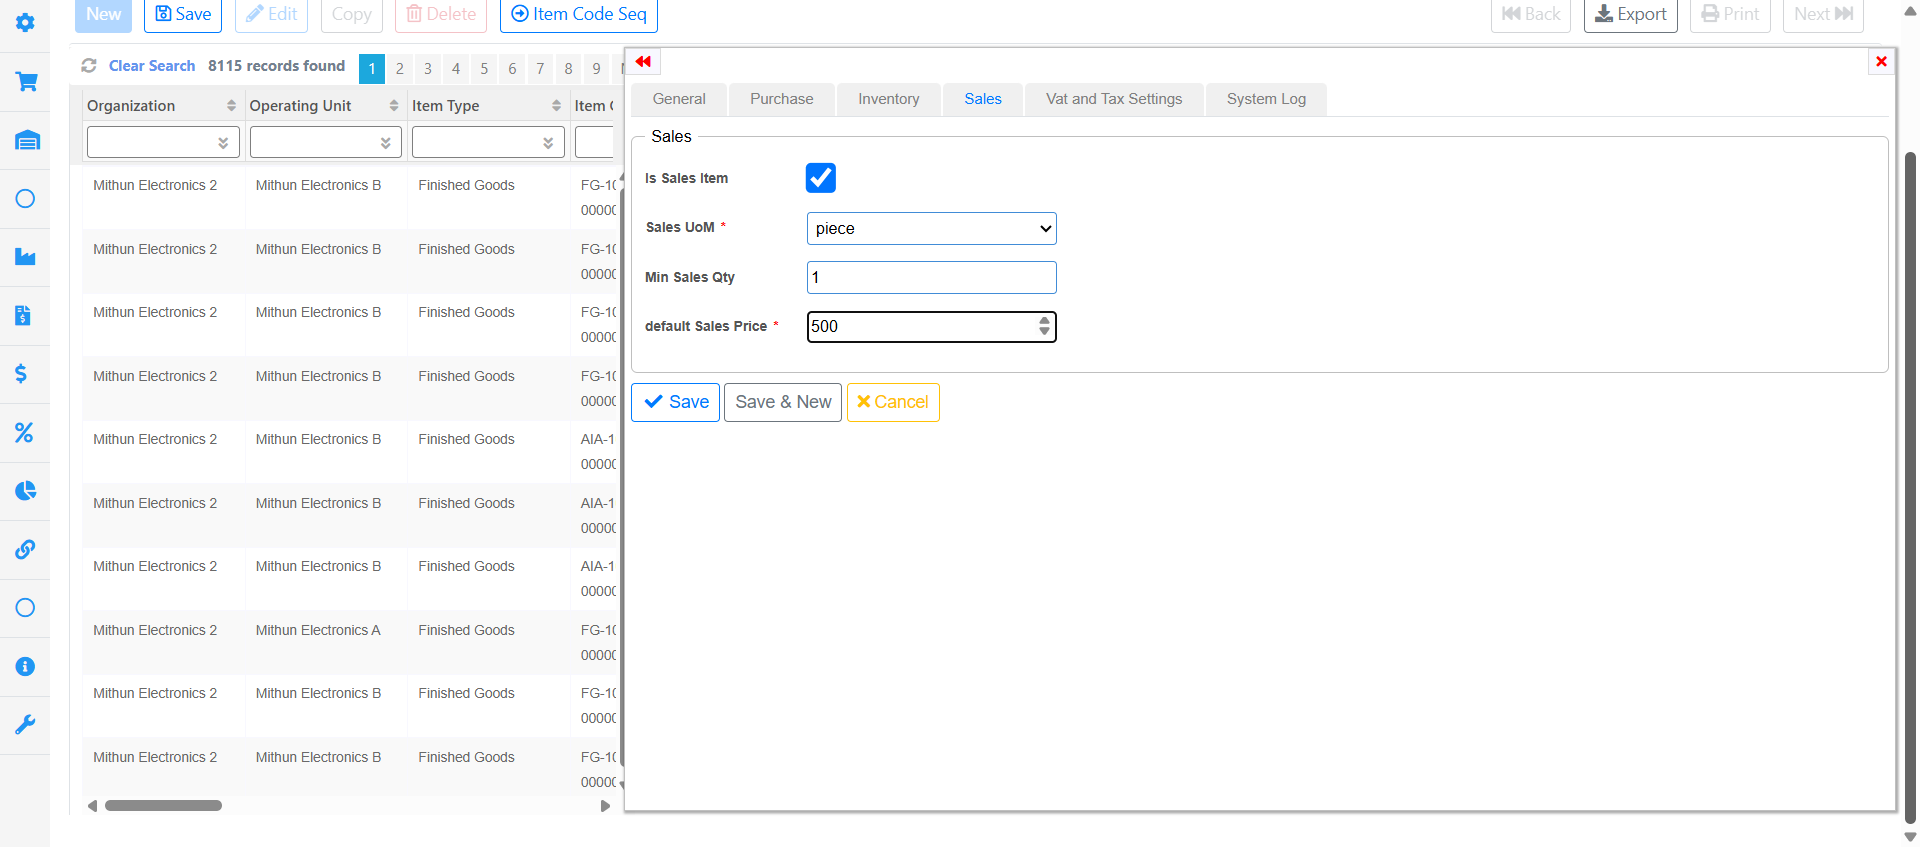 New Save Edit Copy Delete Item Code Seq Back Export Print Next
Clear Search 8115 records found 1 2 3 4 5 6 7 8 9
Organization Operating Unit Item Type Item
General Purchase Inventory Sales Vat and Tax Settings System Log
Sales
Is Sales Item
Sales UoM * piece
Min Sales Qty 1
default Sales Price * 500
Save Save & New Cancel
Mithun Electronics 2 Mithun Electronics B Finished Goods FG-10
0000
Mithun Electronics 2 Mithun Electronics B Finished Goods FG-10
0000
Mithun Electronics 2 Mithun Electronics B Finished Goods FG-10
0000
Mithun Electronics 2 Mithun Electronics B Finished Goods FG-10
0000
Mithun Electronics 2 Mithun Electronics B Finished Goods AIA-1
0000
Mithun Electronics 2 Mithun Electronics B Finished Goods AIA-1
0000
Mithun Electronics 2 Mithun Electronics B Finished Goods AIA-1
0000
Mithun Electronics 2 Mithun Electronics A Finished Goods FG-10
0000
Mithun Electronics 2 Mithun Electronics B Finished Goods FG-10
0000
Mithun Electronics 2 Mithun Electronics B Finished Goods FG-10
0000